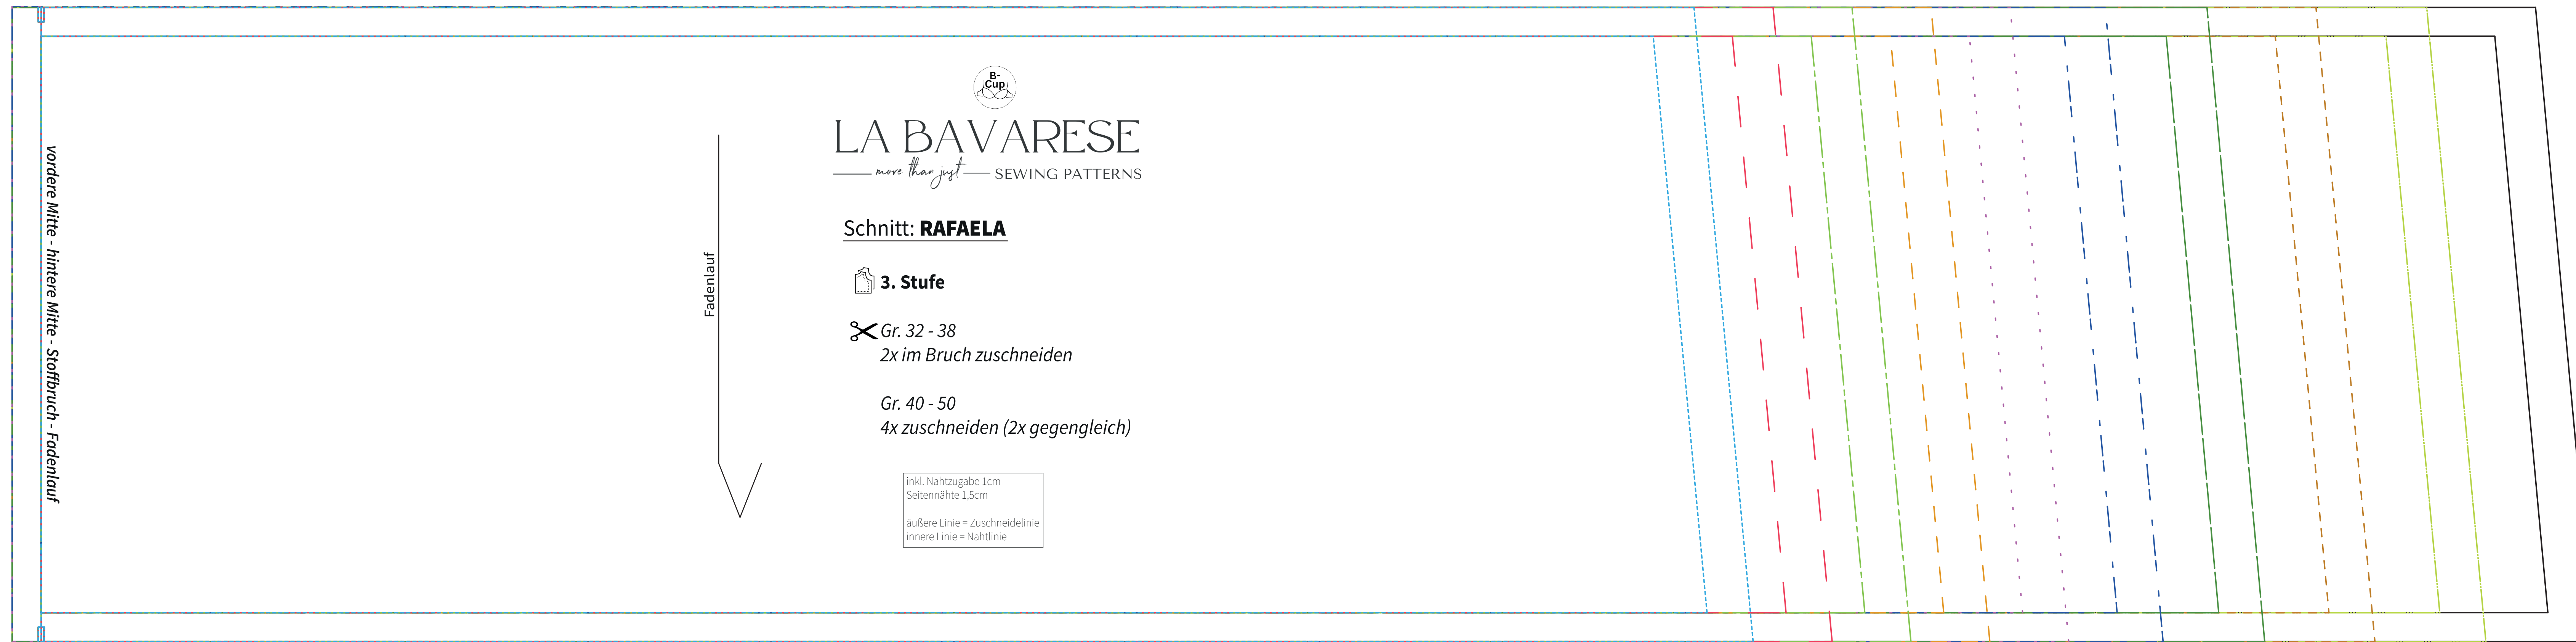 B-
Cup
LA BAVARESE
more than just SEWING PATTERNS
Schnitt: RAFAELA
3. Stufe
Gr. 32 - 38
2x im Bruch zuschneiden
Gr. 40 - 50
4x zuschneiden (2x gegengleich)
inkl. Nahtzugabe 1cm
Seitennähte 1,5cm
äußere Linie = Zuschneidelinie
innere Linie = Nahtlinie
Fadenlauf
vordere Mitte - hintere Mitte - Stoffbruch - Fadenlauf